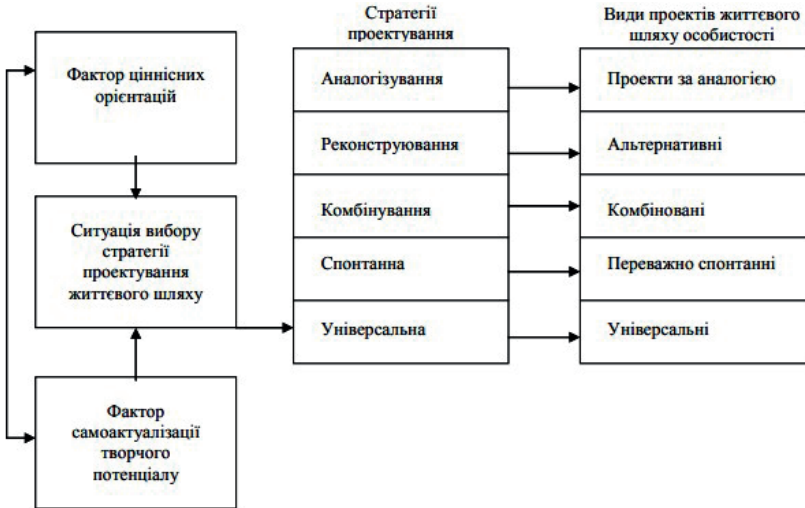 Стратегії
проектування
Види проектів життєвого
шляху особистості
Фактор ціннісних
орієнтацій
Ситуація вибору
стратегії
проектування
життєвого шляху
Фактор
самоактуалізації
творчого
потенціалу
Аналогізування
Реконструювання
Комбінування
Спонтанна
Універсальна
Проекти за аналогією
Альтернативні
Комбіновані
Переважно спонтанні
Універсальні